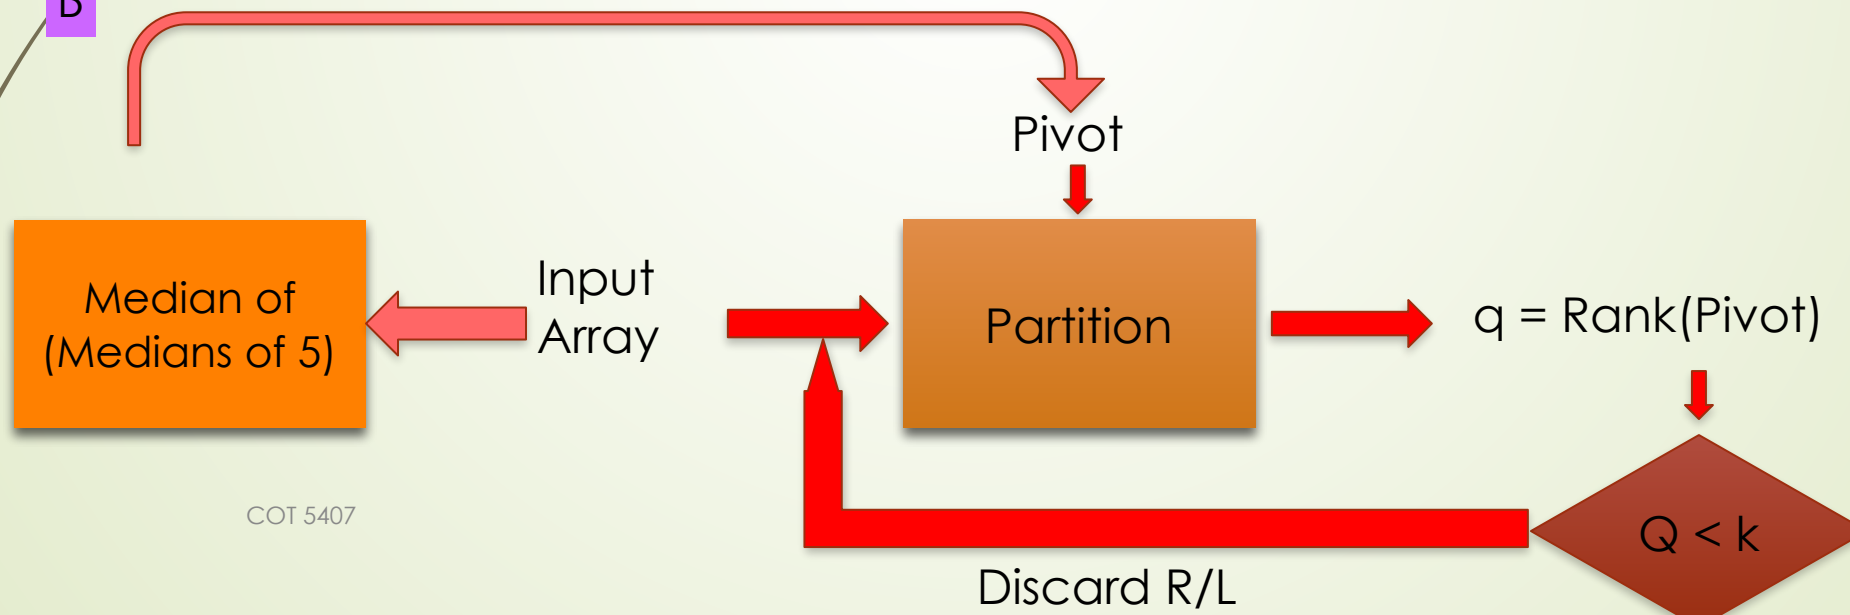 Pivot
Input
Array
Median of
(Medians of 5)
Partition
q = Rank(Pivot)
COT 5407
Q < k
Discard R/L